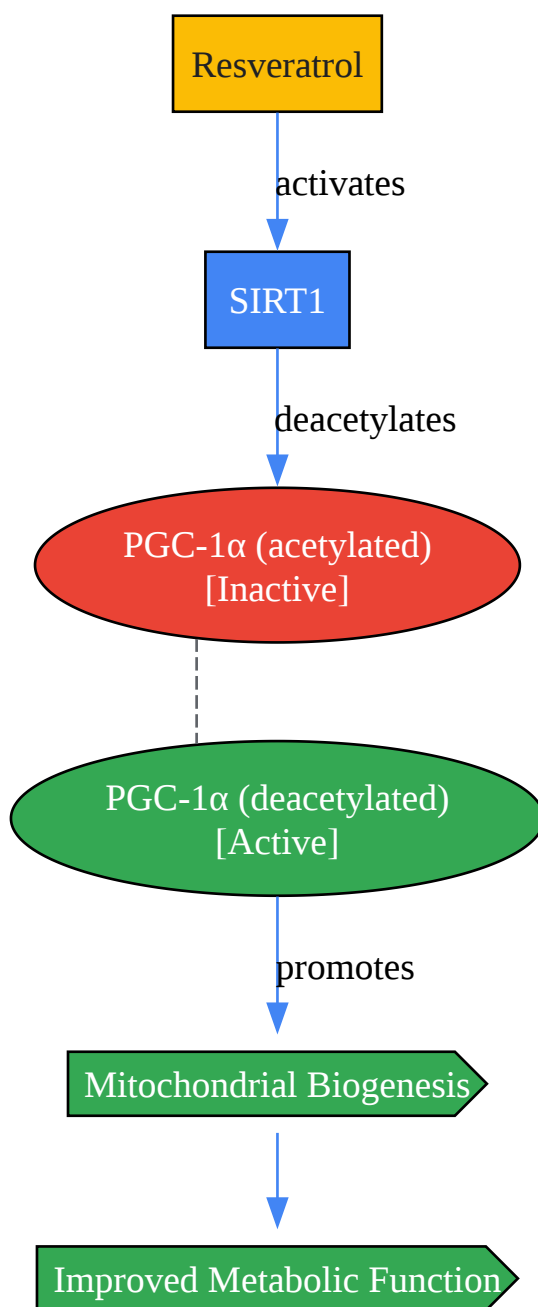 Resveratrol
activates
SIRT1
deacetylates
PGC-1α (acetylated)
[Inactive]
PGC-1α (deacetylated)
[Active]
promotes
Mitochondrial Biogenesis
Improved Metabolic Function